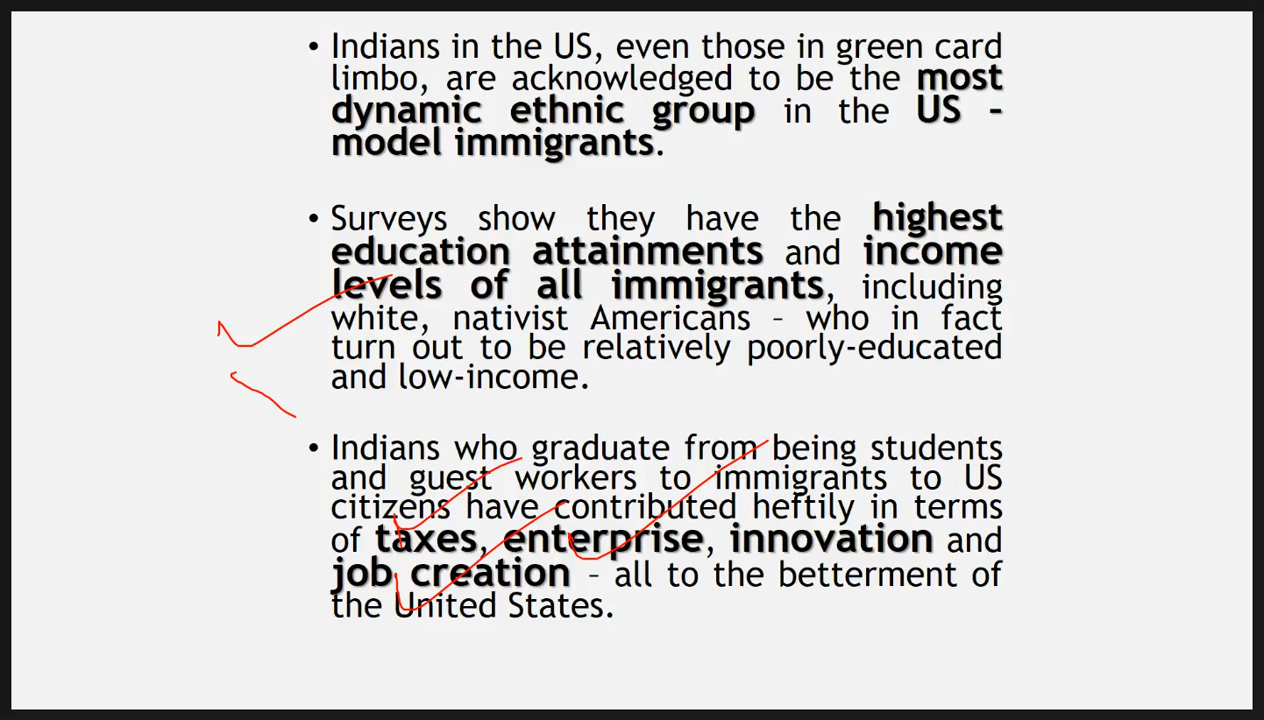 • Indians in the US, even those in green card
limbo, are acknowledged to be the most
dynamic ethnic group in the US –
model immigrants.
• Surveys show they have the highest
education attainments and income
levels of all immigrants, including
white, nativist Americans – who in fact
turn out to be relatively poorly-educated
and low-income.
• Indians who graduate from being students
and guest workers to immigrants to US
citizens have contributed heftily in terms
of taxes, enterprise, innovation and
job creation – all to the betterment of
the United States.